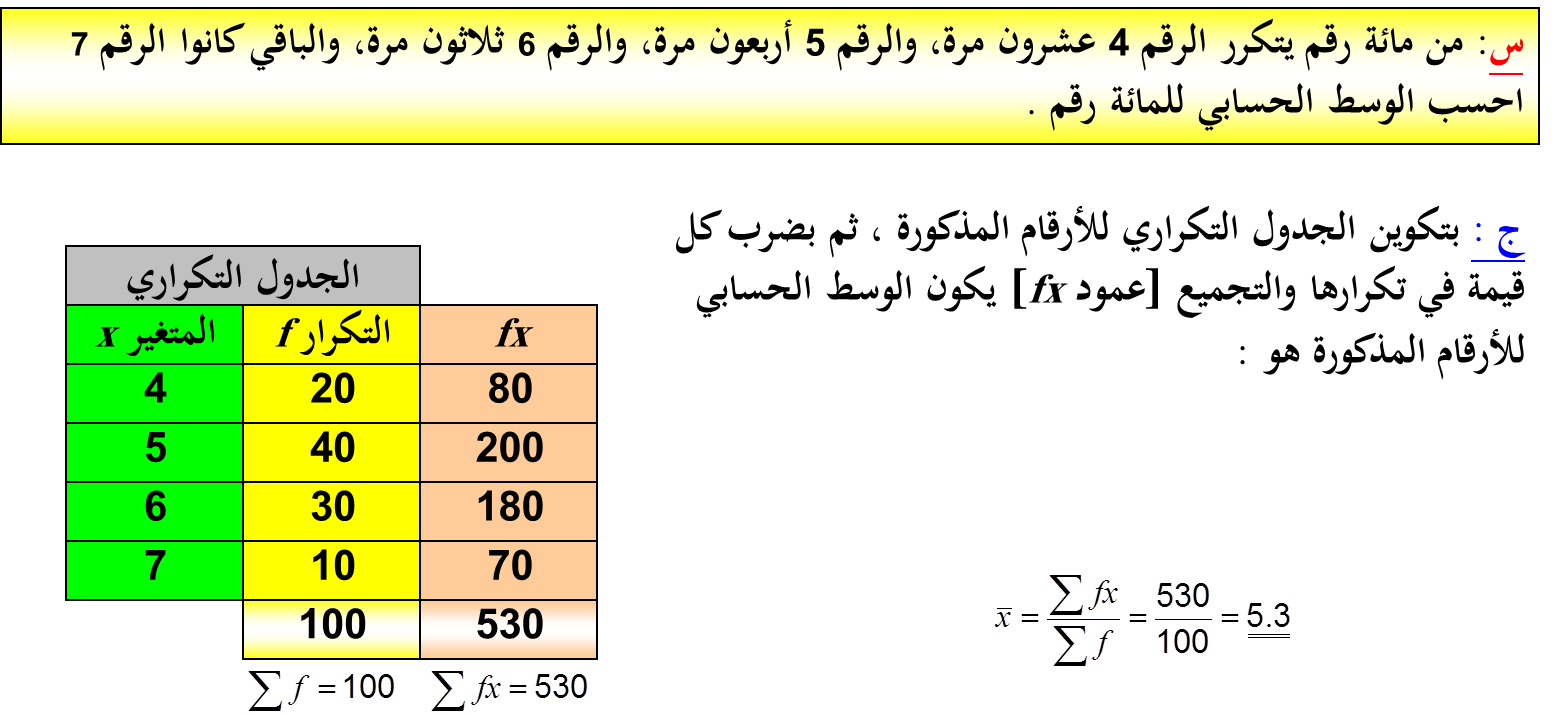 س: من مائة رقم يتكرر الرقم 4 عشرون مرة، والرقم 5 أربعون مرة، والرقم 6 ثلاثون مرة، والباقي كانوا الرقم 7
احسب الوسط الحسابي للمائة رقم .
ج : بتكوين الجدول التكراري للأرقام المذكورة ، ثم بضرب كل
قيمة في تكرارها والتجميع [عمود fx] يكون الوسط الحسابي
للأرقام المذكورة هو :
الجدول التكراري
المتغير x التكرار f fx
4 20 80
5 40 200
6 30 180
7 10 70
100 530
∑ f = 100 ∑ fx = 530
x̅ = ∑ fx / ∑ f = 530 / 100 = 5.3